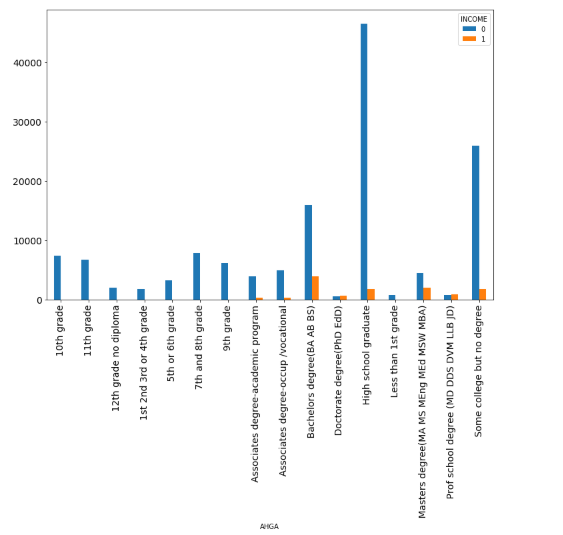 INCOME
0
1
40000
30000
20000
10000
0
10th grade
11th grade
12th grade no diploma
1st 2nd 3rd or 4th grade
5th or 6th grade
7th and 8th grade
9th grade
Associates degree-academic program
Associates degree-occup /vocational
Bachelors degree(BA AB BS)
Doctorate degree(PhD EdD)
High school graduate
Less than 1st grade
Masters degree(MA MS MEng MEd MSW MBA)
Prof school degree (MD DDS DVM LLB JD)
Some college but no degree
AHGA